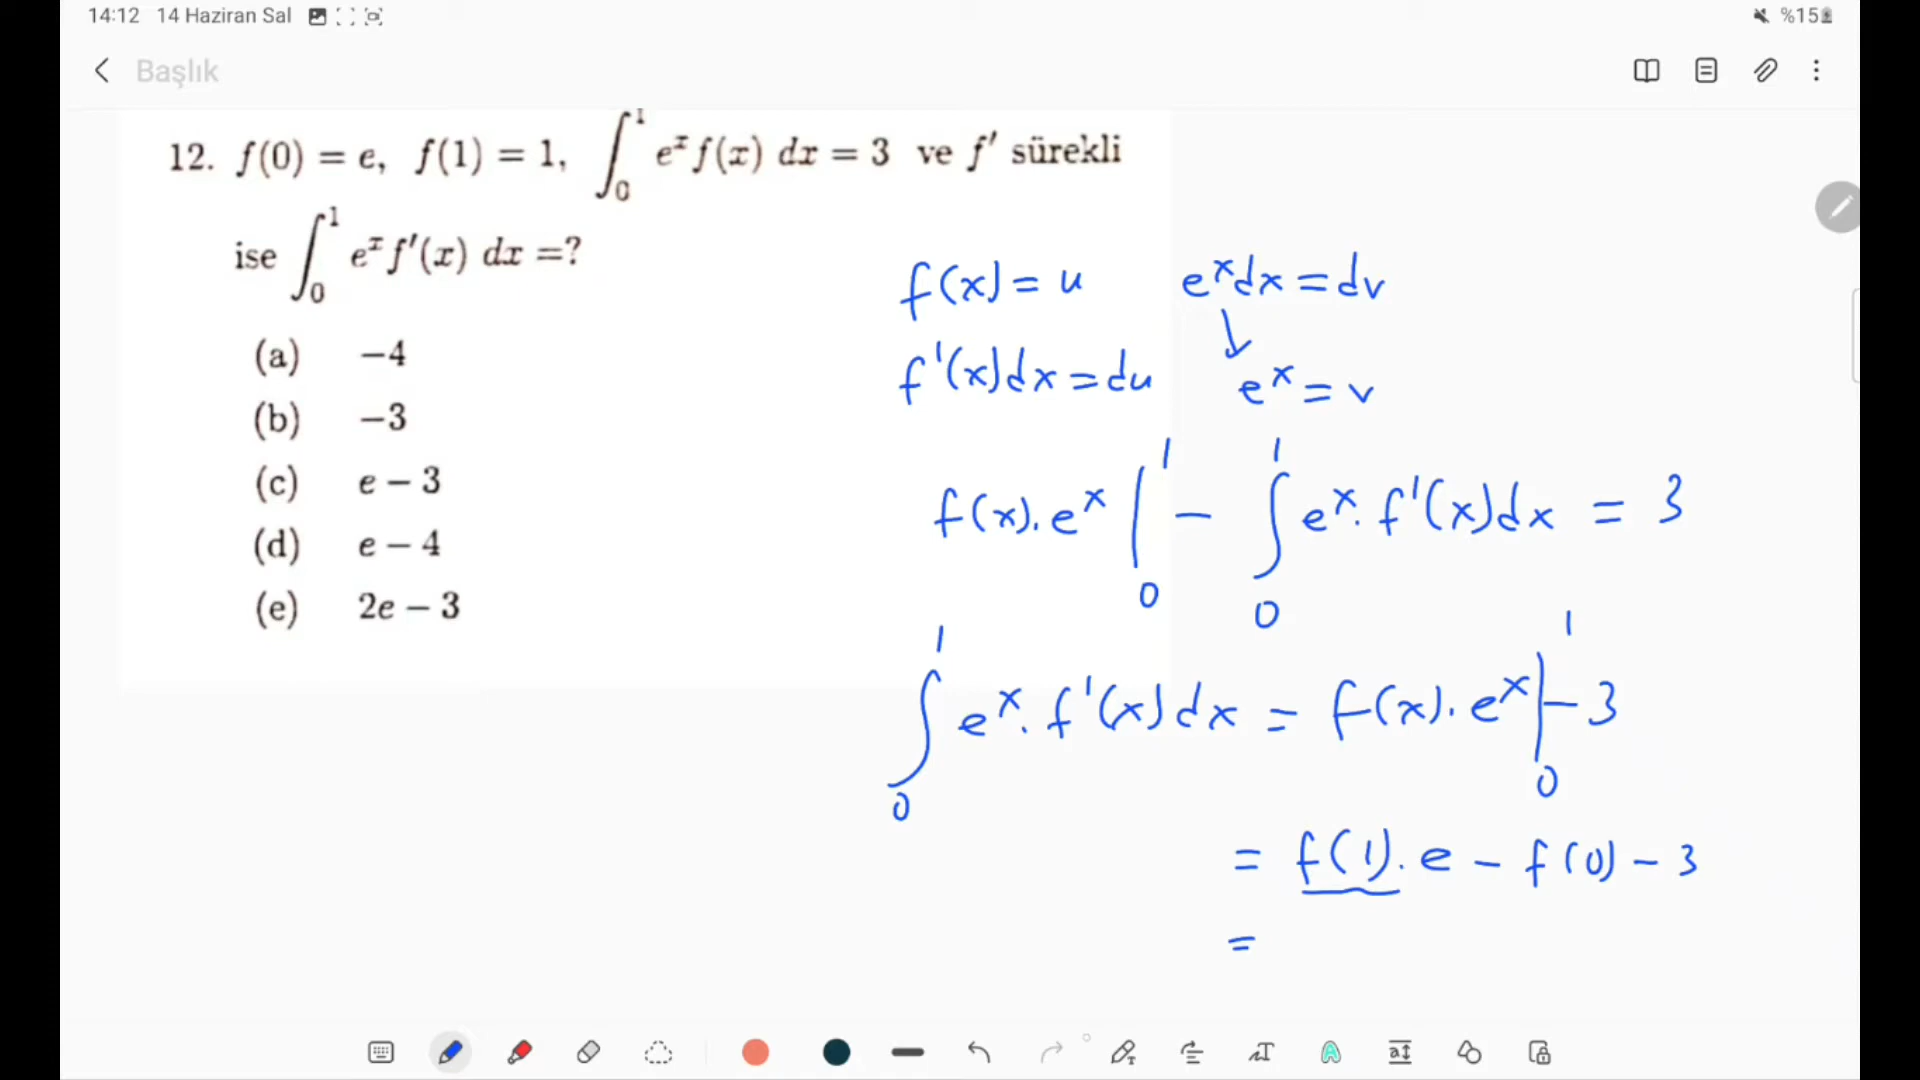 14:12 14 Haziran Sal %15
Başlık
12. f(0) = e, f(1) = 1, ∫₀¹ eˣ f(x) dx = 3 ve f′ sürekli
ise ∫₀¹ eˣ f′(x) dx =?
(a) −4
(b) −3
(c) e − 3
(d) e − 4
(e) 2e − 3
f(x) = u eˣdx = dv
f'(x)dx = du eˣ = v
f(x).eˣ |₀¹ − ∫₀¹ eˣ.f'(x)dx = 3
∫₀¹ eˣ.f'(x)dx = f(x).eˣ |₀¹ − 3
= f(1).e − f(0) − 3
=